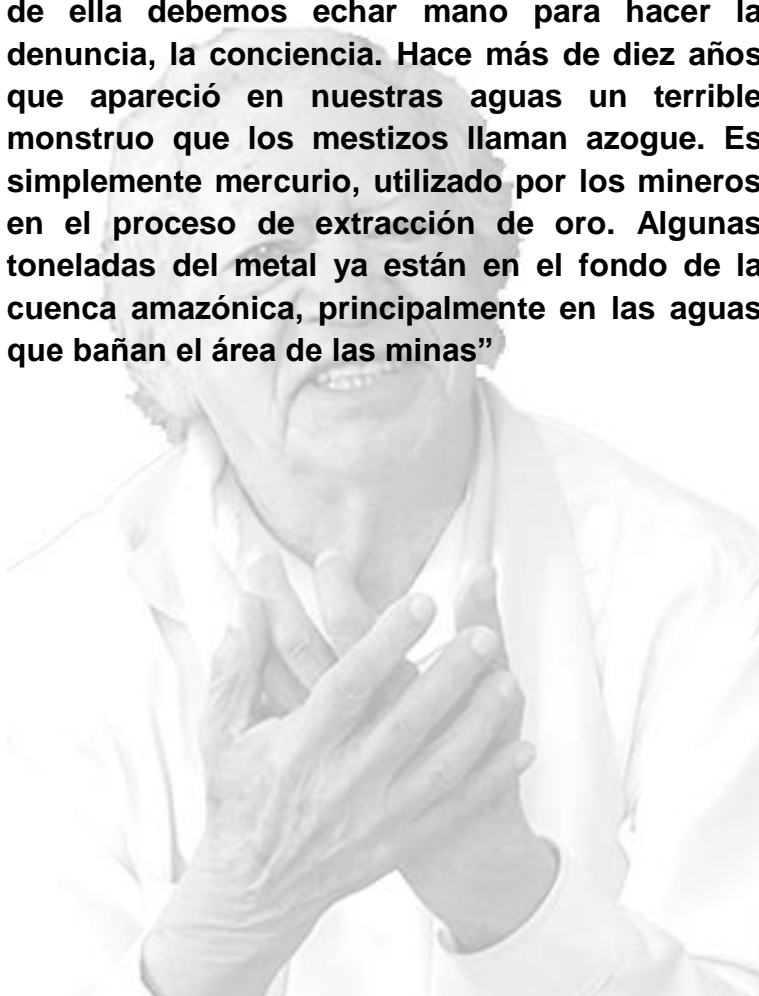 de ella debemos echar mano para hacer la
denuncia, la conciencia. Hace más de diez años
que apareció en nuestras aguas un terrible
monstruo que los mestizos llaman azogue. Es
simplemente mercurio, utilizado por los mineros
en el proceso de extracción de oro. Algunas
toneladas del metal ya están en el fondo de la
cuenca amazónica, principalmente en las aguas
que bañan el área de las minas”